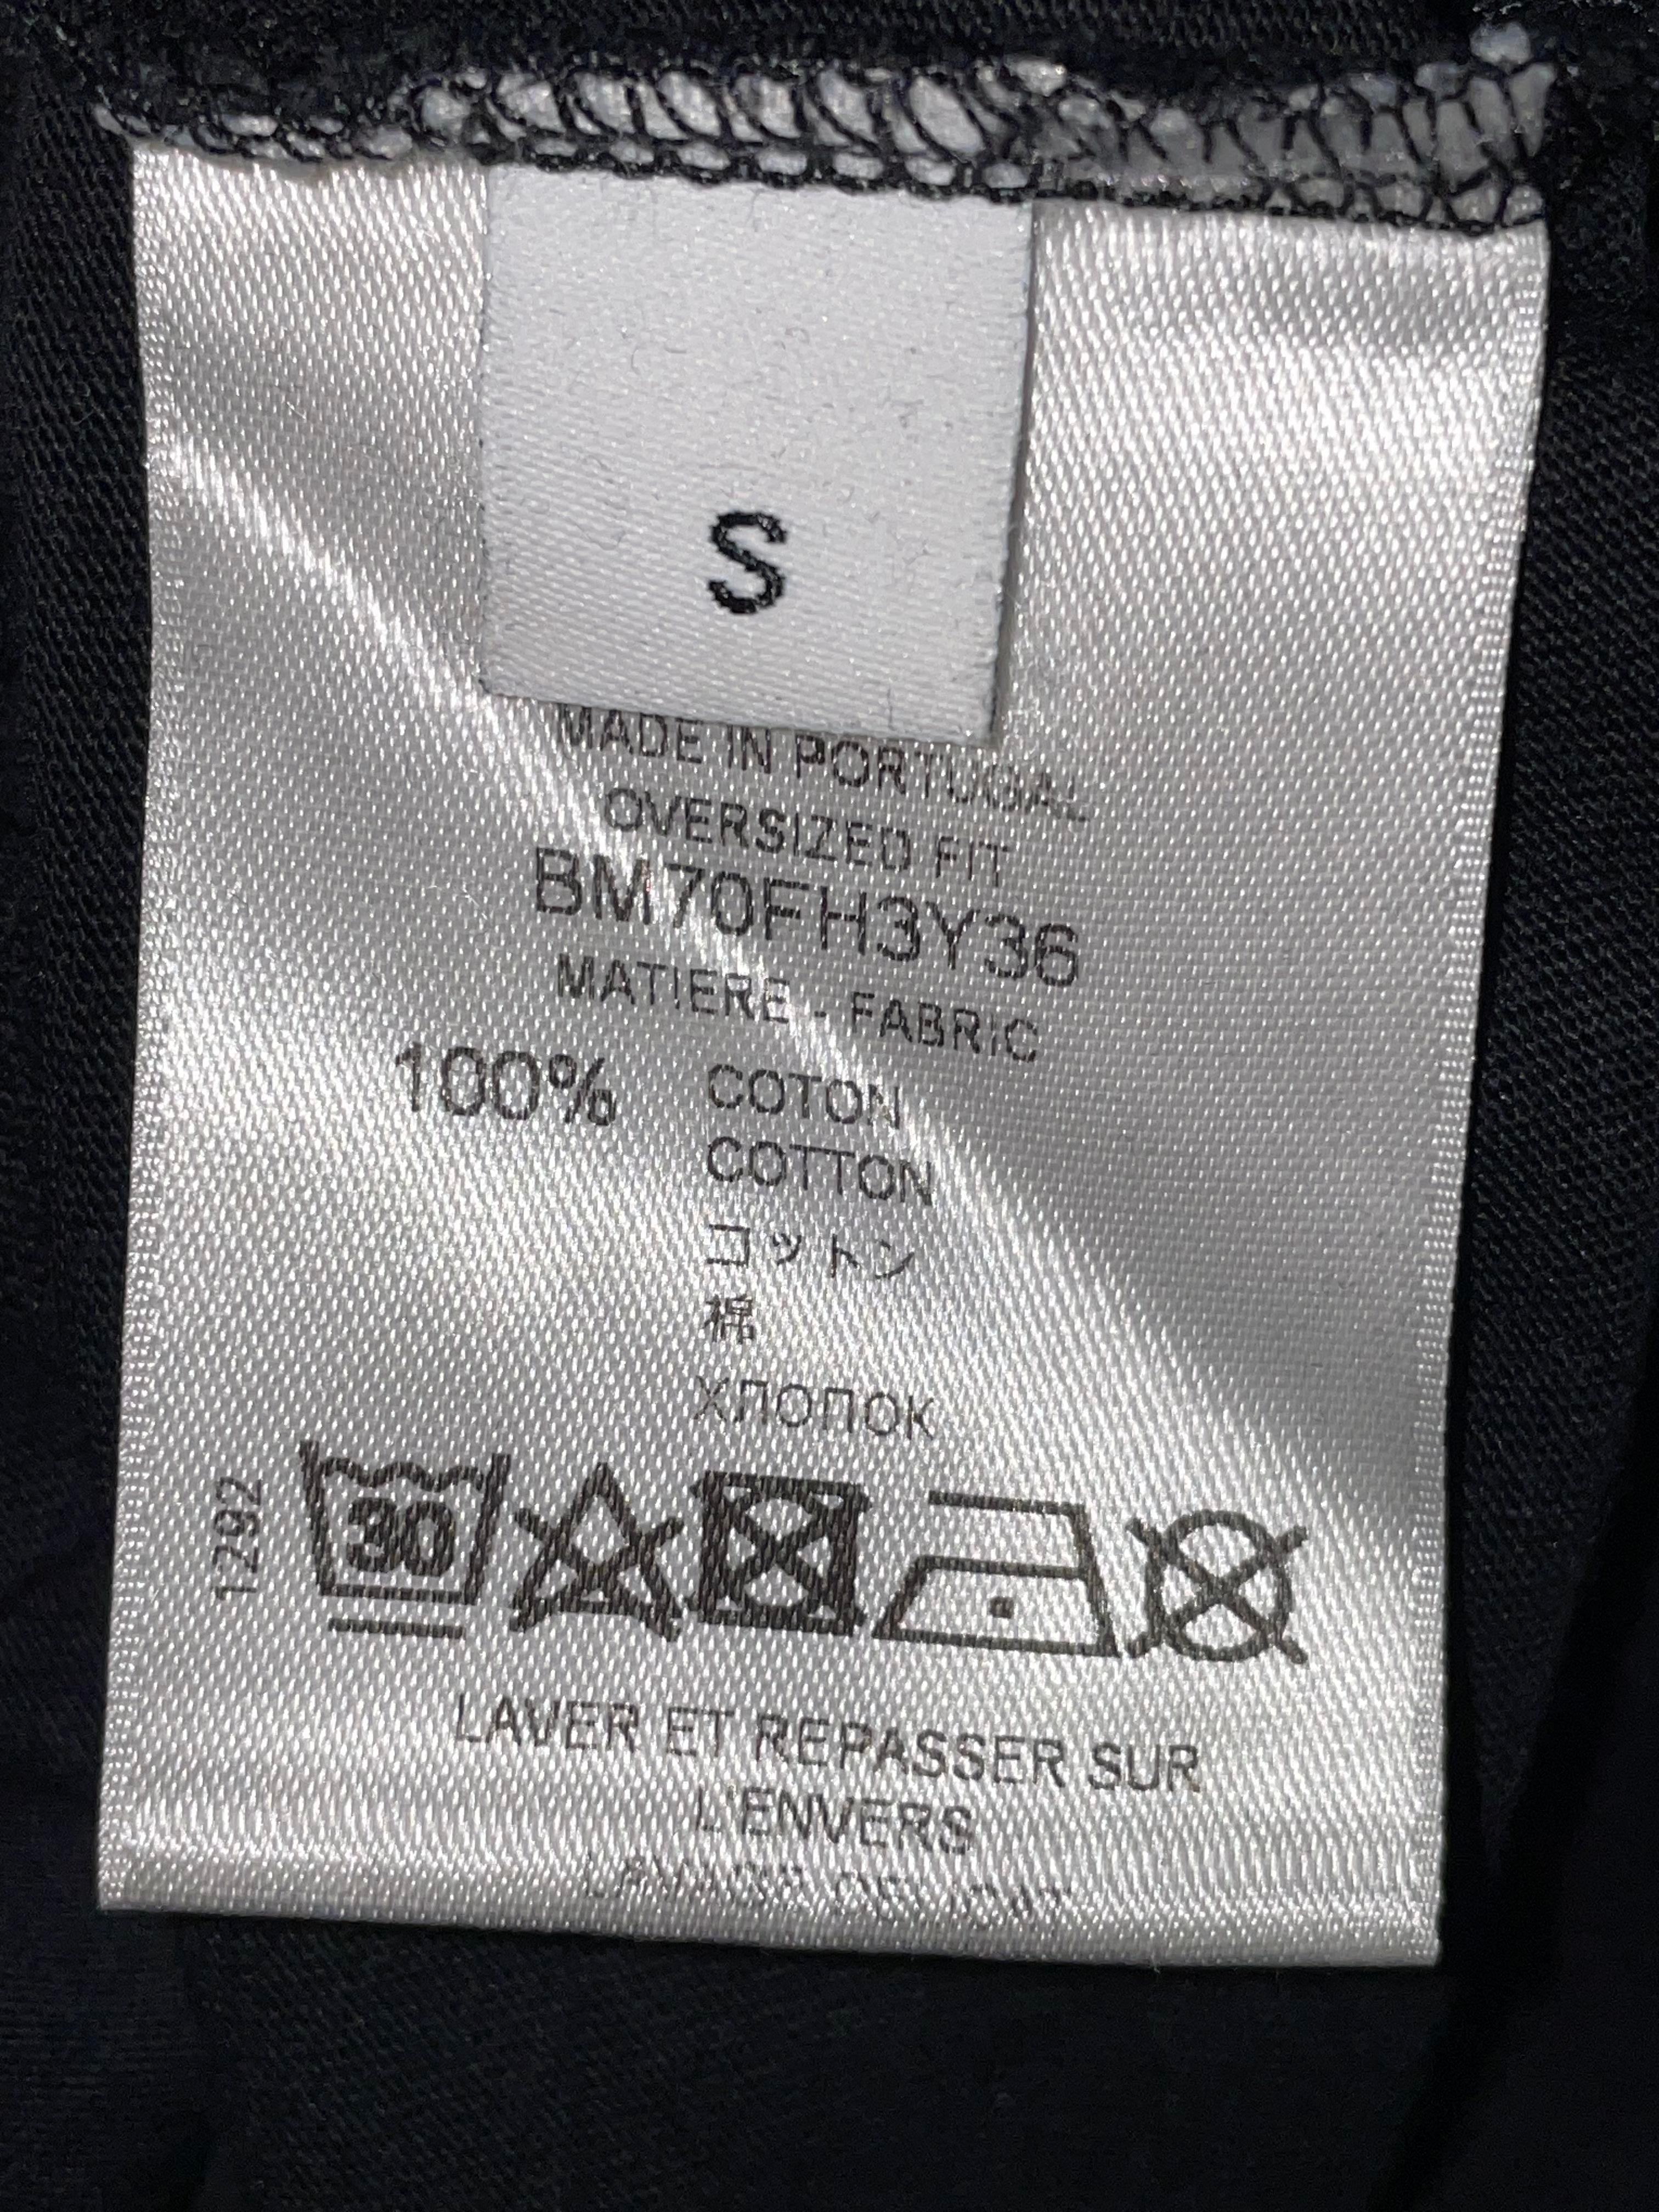 S
MADE IN PORTUGAL
OVERSIZED FIT
BM70FH3Y36
MATIERE - FABRIC
100% COTON
COTTON
コットン
棉
ХЛОПОК
1292
30
LAVER ET REPASSER SUR
L'ENVERS